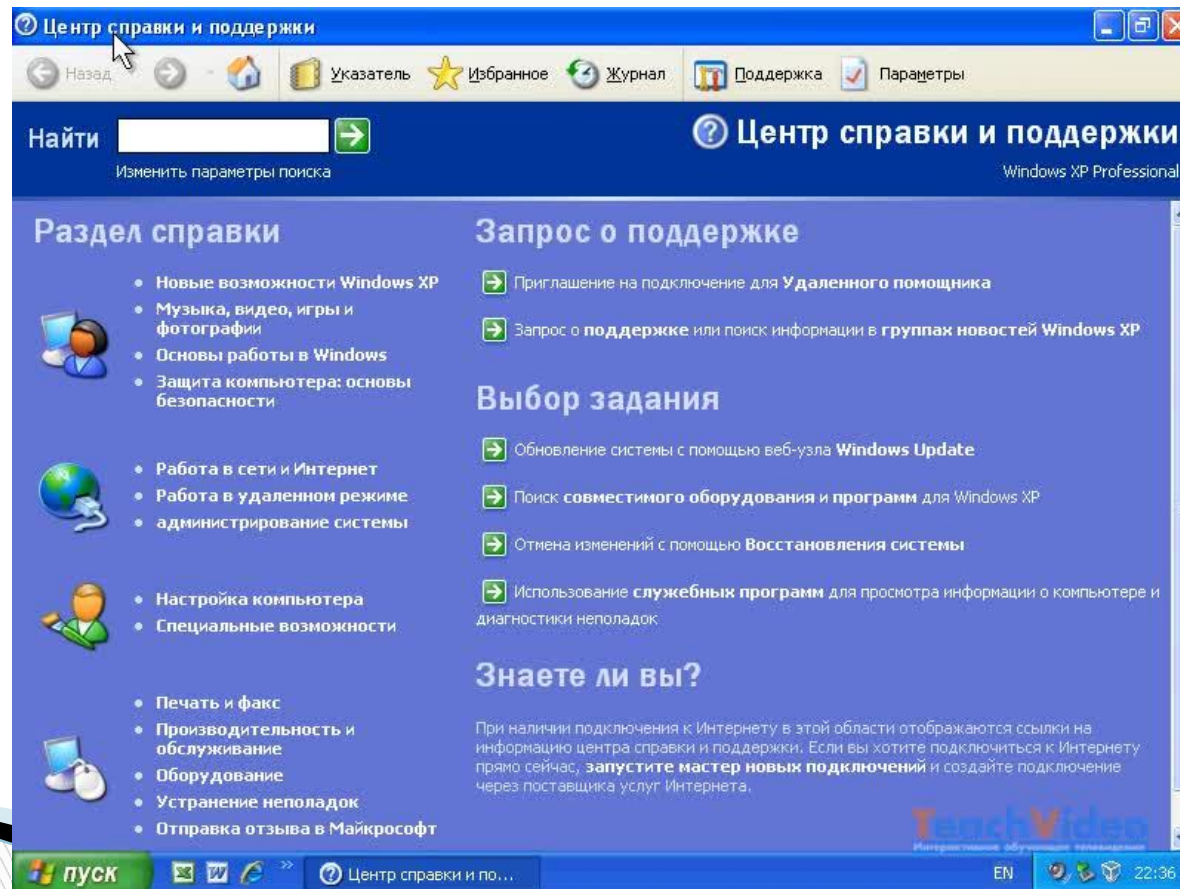 Центр справки и поддержки
Назад
Указатель
Избранное
Журнал
Поддержка
Параметры
Найти
Изменить параметры поиска
Центр справки и поддержки
Windows XP Professional
Раздел справки
Новые возможности Windows XP
Музыка, видео, игры и
фотографии
Основы работы в Windows
Защита компьютера: основы
безопасности
Работа в сети и Интернет
Работа в удаленном режиме
администрирование системы
Настройка компьютера
Специальные возможности
Печать и факс
Производительность и
обслуживание
Оборудование
Устранение неполадок
Отправка отзыва в Майкрософт
Запрос о поддержке
Приглашение на подключение для Удаленного помощника
Запрос о поддержке или поиск информации в группах новостей Windows XP
Выбор задания
Обновление системы с помощью веб-узла Windows Update
Поиск совместимого оборудования и программ для Windows XP
Отмена изменений с помощью Восстановления системы
Использование служебных программ для просмотра информации о компьютере и
диагностики неполадок
Знаете ли вы?
При наличии подключения к Интернету в этой области отображаются ссылки на
информацию центра справки и поддержки. Если вы хотите подключиться к Интернету
прямо сейчас, запустите мастер новых подключений и создайте подключение
через поставщика услуг Интернета.
TeachVideo
Интерактивное обучающее телевидение
пуск
Центр справки и по...
EN
22:36